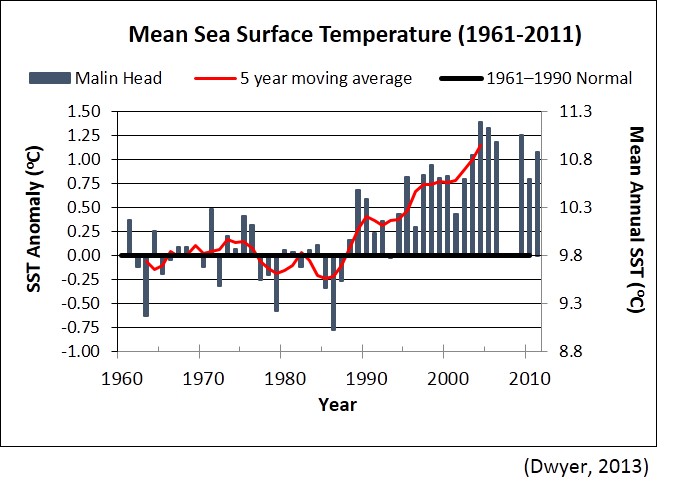 Mean Sea Surface Temperature (1961-2011)
Malin Head 5 year moving average 1961–1990 Normal
SST Anomaly (ºC)
1.50
1.25
1.00
0.75
0.50
0.25
0.00
-0.25
-0.50
-0.75
-1.00
11.3
10.8
10.3
9.8
9.3
8.8
Mean Annual SST (ºC)
1960 1970 1980 1990 2000 2010
Year
(Dwyer, 2013)